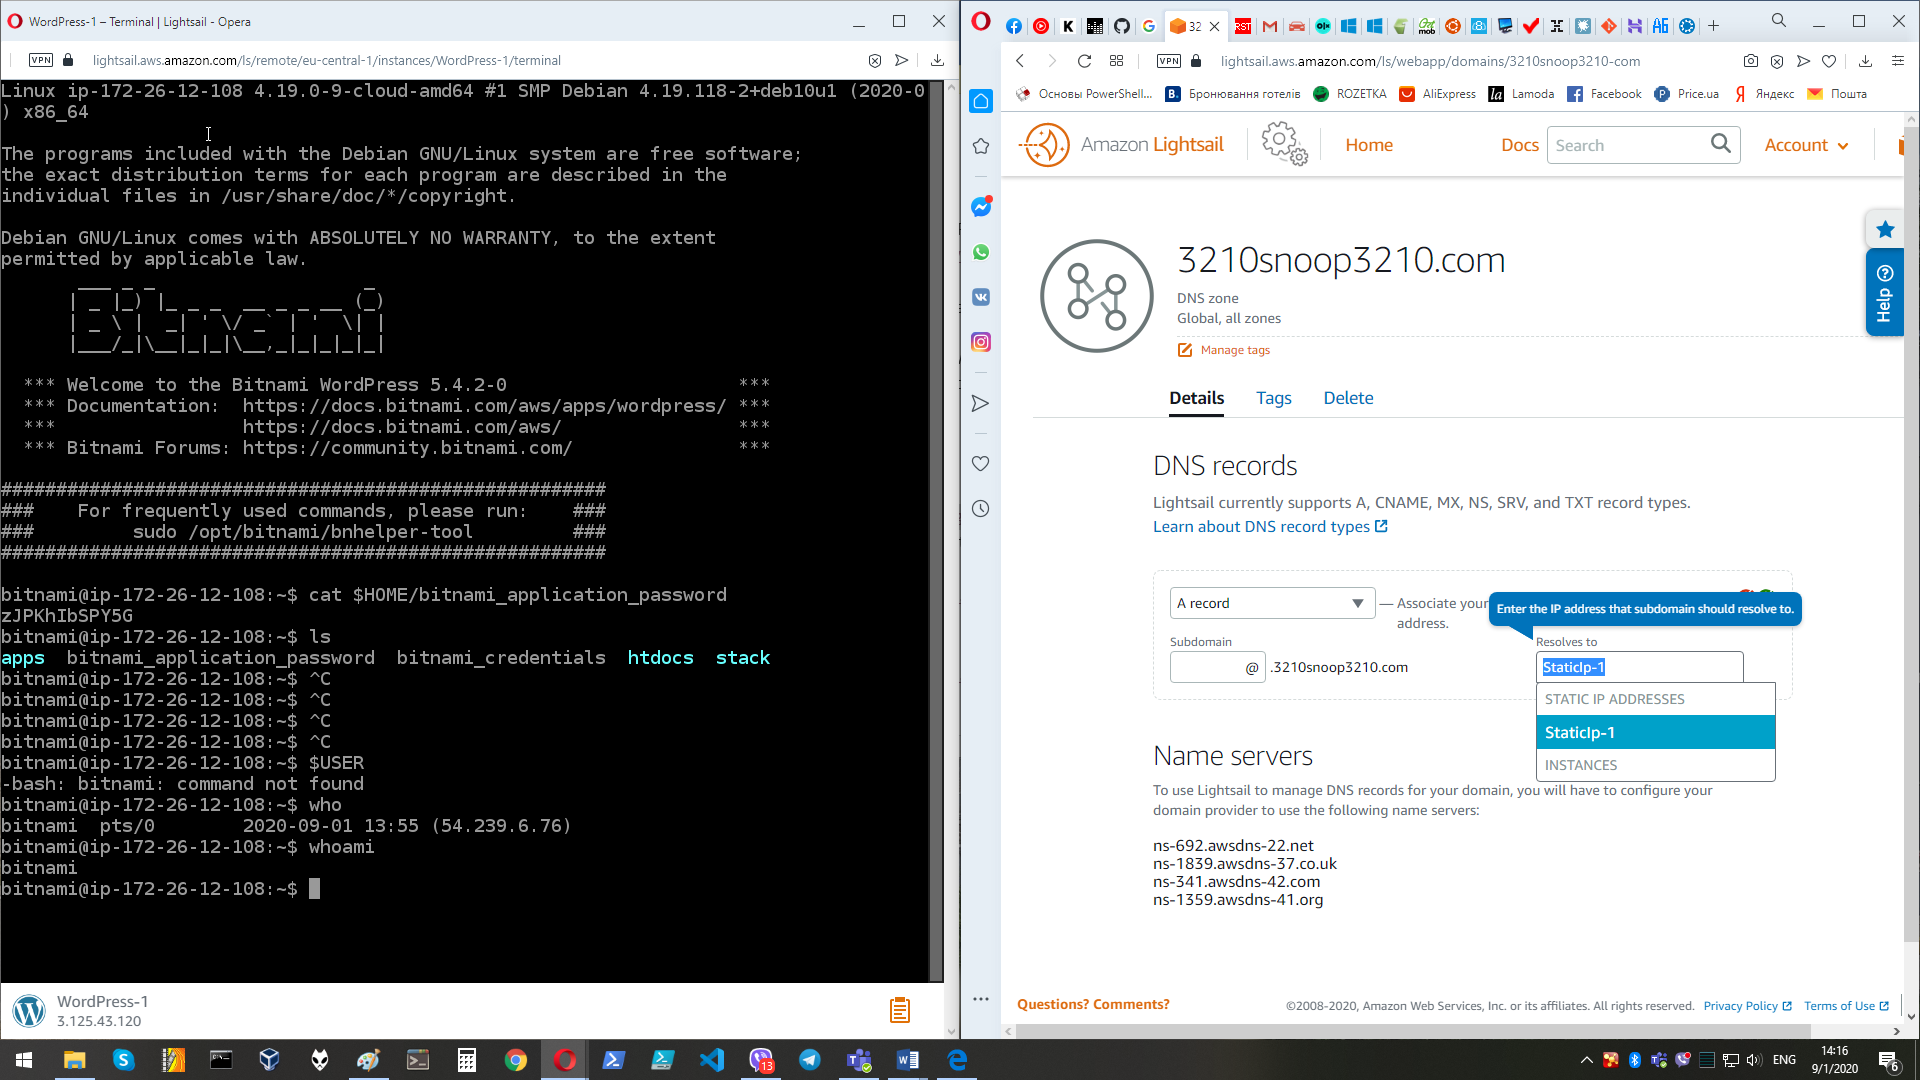 WordPress-1 – Terminal | Lightsail - Opera
VPN
lightsail.aws.amazon.com/ls/remote/eu-central-1/instances/WordPress-1/terminal
Linux ip-172-26-12-108 4.19.0-9-cloud-amd64 #1 SMP Debian 4.19.118-2+deb10u1 (2020-0
) x86_64
The programs included with the Debian GNU/Linux system are free software;
the exact distribution terms for each program are described in the
individual files in /usr/share/doc/*/copyright.
Debian GNU/Linux comes with ABSOLUTELY NO WARRANTY, to the extent
permitted by applicable law.
Bitnami
*** Welcome to the Bitnami WordPress 5.4.2-0 ***
*** Documentation: https://docs.bitnami.com/aws/apps/wordpress/ ***
*** https://docs.bitnami.com/aws/ ***
*** Bitnami Forums: https://community.bitnami.com/ ***
#######################################################
### For frequently used commands, please run: ###
### sudo /opt/bitnami/bnhelper-tool ###
#######################################################
bitnami@ip-172-26-12-108:~$ cat $HOME/bitnami_application_password
zJPKhIbSPY5G
bitnami@ip-172-26-12-108:~$ ls
apps bitnami_application_password bitnami_credentials htdocs stack
bitnami@ip-172-26-12-108:~$ ^C
bitnami@ip-172-26-12-108:~$ ^C
bitnami@ip-172-26-12-108:~$ ^C
bitnami@ip-172-26-12-108:~$ ^C
bitnami@ip-172-26-12-108:~$ $USER
-bash: bitnami: command not found
bitnami@ip-172-26-12-108:~$ who
bitnami pts/0 2020-09-01 13:55 (54.239.6.76)
bitnami@ip-172-26-12-108:~$ whoami
bitnami
bitnami@ip-172-26-12-108:~$
WordPress-1
3.125.43.120
32
VPN
lightsail.aws.amazon.com/ls/webapp/domains/3210snoop3210-com
Основы PowerShell... Бронювання готелів ROZETKA AliExpress Lamoda Facebook Price.ua Яндекс Пошта
Amazon Lightsail
Home
Docs
Search
Account
Help
3210snoop3210.com
DNS zone
Global, all zones
Manage tags
Details Tags Delete
DNS records
Lightsail currently supports A, CNAME, MX, NS, SRV, and TXT record types.
Learn about DNS record types
A record
— Associate your
address.
Enter the IP address that subdomain should resolve to.
Subdomain
@ .3210snoop3210.com
Resolves to
StaticIp-1
STATIC IP ADDRESSES
StaticIp-1
INSTANCES
Name servers
To use Lightsail to manage DNS records for your domain, you will have to configure your
domain provider to use the following name servers:
ns-692.awsdns-22.net
ns-1839.awsdns-37.co.uk
ns-341.awsdns-42.com
ns-1359.awsdns-41.org
Questions? Comments?
©2008-2020, Amazon Web Services, Inc. or its affiliates. All rights reserved.
Privacy Policy
Terms of Use
13
ENG
14:16
9/1/2020
6